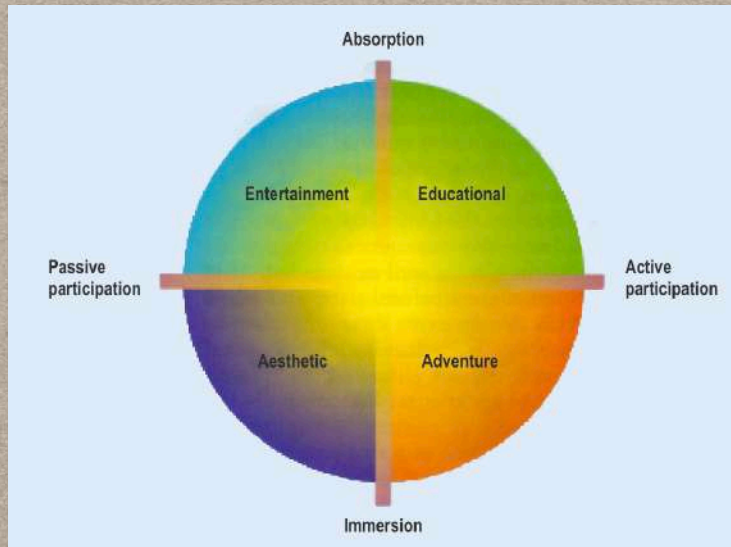 Absorption
Entertainment
Educational
Passive
participation
Active
participation
Aesthetic
Adventure
Immersion